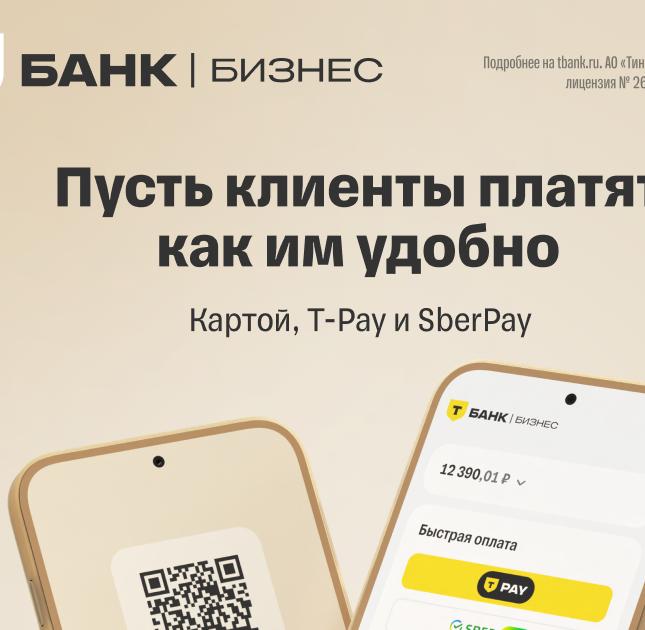 БАНК | БИЗНЕС
Подробнее на tbank.ru. АО «Тин
лицензия № 26
Пусть клиенты платят
как им удобно
Картой, T-Pay и SberPay
Т БАНК | БИЗНЕС
12 390,01 ₽
Быстрая оплата
Т PAY